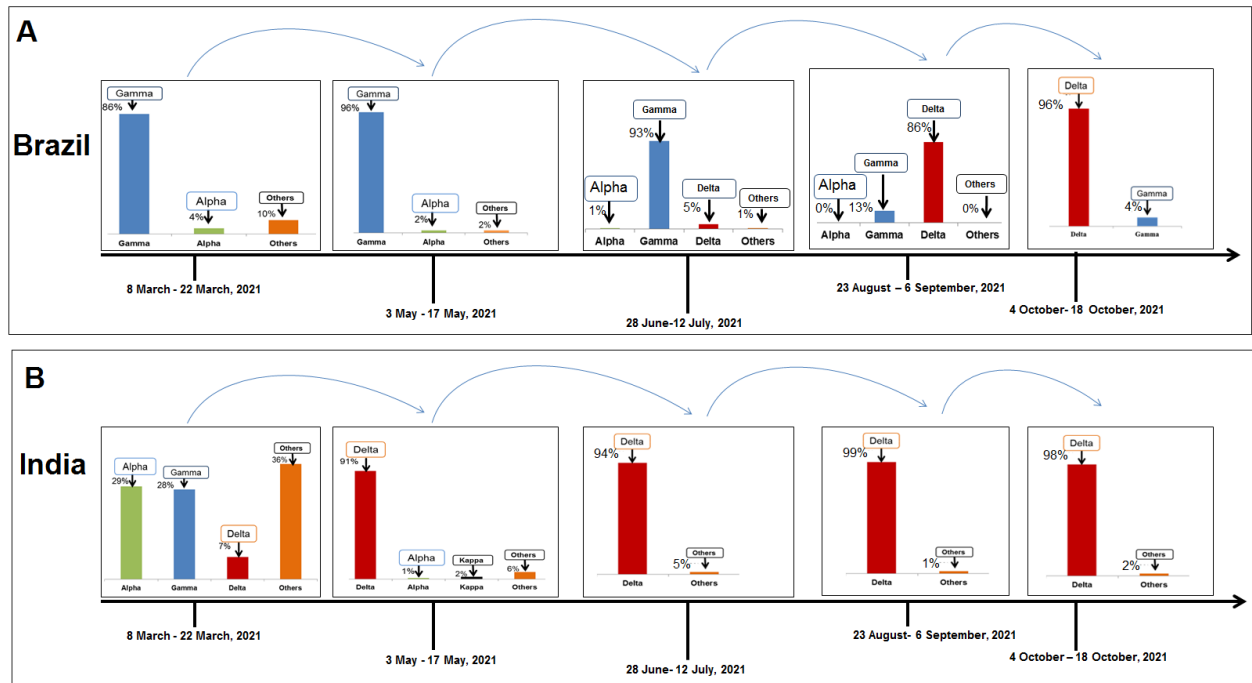 A
Brazil
Gamma
86%
Alpha
4%
Others
10%
Gamma
Alpha
Others
Gamma
96%
Alpha
2%
Others
2%
Gamma
Alpha
Others
Alpha
1%
Gamma
93%
Delta
5%
Others
1%
Alpha
Gamma
Delta
Others
Alpha
0%
Gamma
13%
Delta
86%
Others
0%
Alpha
Gamma
Delta
Others
Delta
96%
Gamma
4%
Delta
Gamma
8 March - 22 March, 2021
3 May - 17 May, 2021
28 June-12 July, 2021
23 August – 6 September, 2021
4 October- 18 October, 2021
B
India
Alpha
29%
Gamma
28%
Delta
7%
Others
36%
Alpha
Gamma
Delta
Others
Delta
91%
Alpha
1%
Kappa
2%
Others
6%
Delta
Alpha
Kappa
Others
Delta
94%
Others
5%
Delta
Others
Delta
99%
Others
1%
Delta
Others
Delta
98%
Others
2%
Delta
Others
8 March - 22 March, 2021
3 May - 17 May, 2021
28 June- 12 July, 2021
23 August- 6 September, 2021
4 October – 18 October, 2021